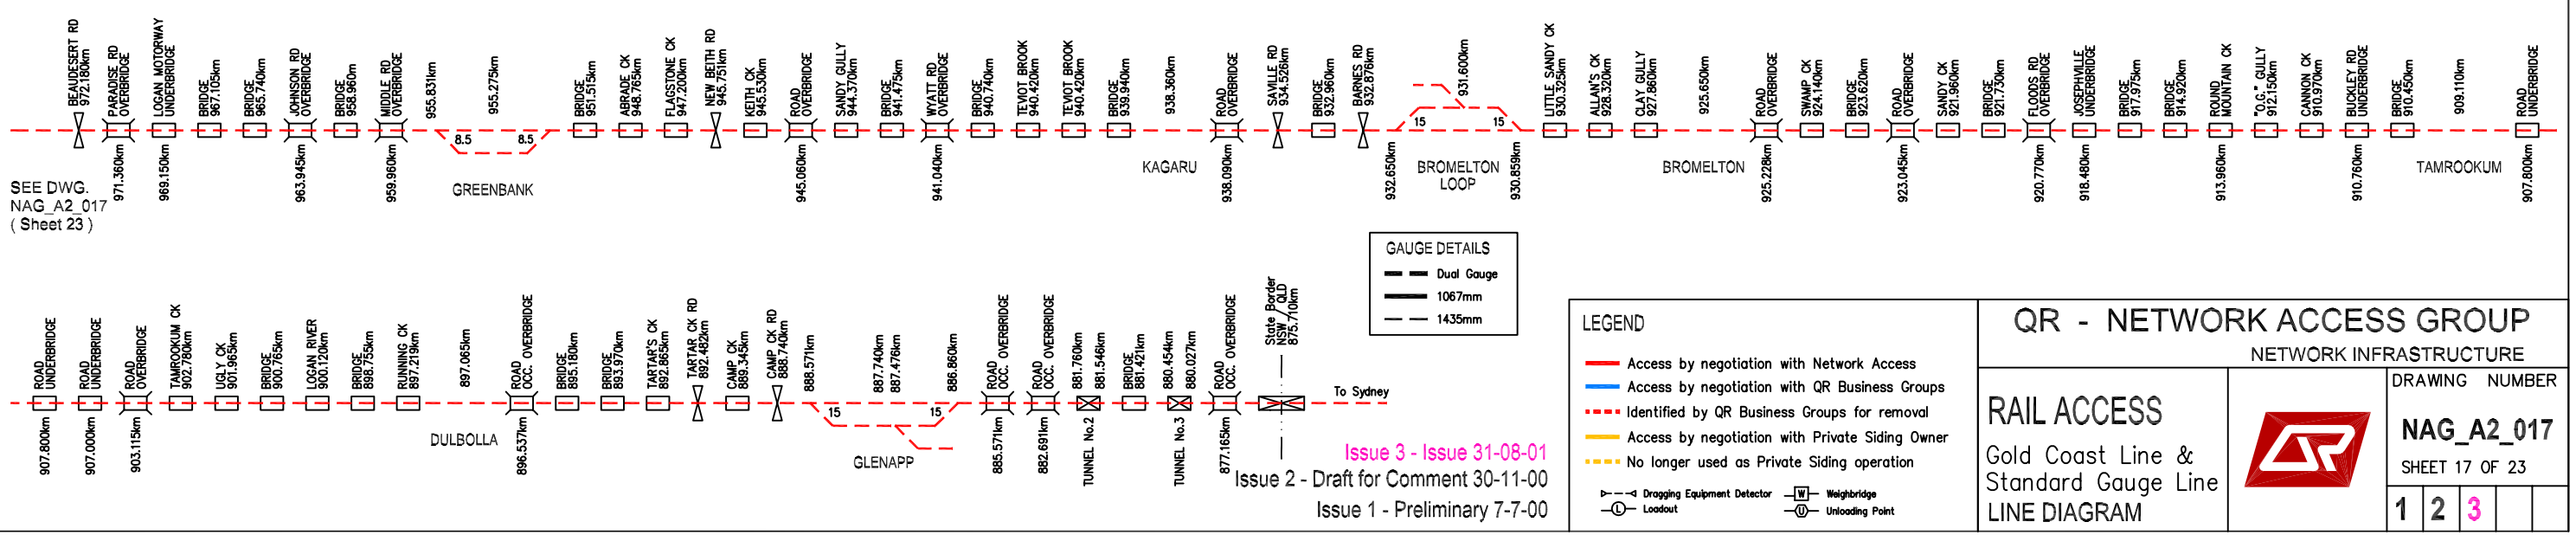 BEAUDESERT RD
972.180km
PARADISE RD
OVERBRIDGE
971.360km
LOGAN MOTORWAY
UNDERBRIDGE
969.150km
BRIDGE
967.105km
BRIDGE
965.740km
JOHNSON RD
OVERBRIDGE
963.945km
BRIDGE
958.960km
MIDDLE RD
OVERBRIDGE
959.960km
955.831km
8.5
955.275km
8.5
GREENBANK
BRIDGE
951.515km
ABRADE CK
948.765km
FLAGSTONE CK
947.200km
NEW BEITH RD
945.751km
KEITH CK
945.530km
ROAD
OVERBRIDGE
945.060km
SANDY GULLY
944.370km
BRIDGE
941.475km
WYATT RD
OVERBRIDGE
941.040km
BRIDGE
940.740km
TEVIOT BROOK
940.420km
TEVIOT BROOK
940.420km
BRIDGE
939.940km
938.360km
KAGARU
ROAD
OVERBRIDGE
938.090km
SAVILLE RD
934.526km
BRIDGE
932.960km
BARNES RD
932.876km
932.650km
15
931.600km
15
BROMELTON
LOOP
930.859km
LITTLE SANDY CK
930.325km
ALLAN'S CK
928.320km
CLAY GULLY
927.860km
925.650km
BROMELTON
ROAD
OVERBRIDGE
925.228km
SWAMP CK
924.140km
BRIDGE
923.620km
ROAD
OVERBRIDGE
923.045km
SANDY CK
921.960km
BRIDGE
921.730km
FLOODS RD
OVERBRIDGE
920.770km
JOSEPHVILLE
UNDERBRIDGE
918.480km
BRIDGE
917.975km
BRIDGE
914.920km
ROUND
MOUNTAIN CK
913.960km
"O.G." GULLY
912.150km
CANNON CK
910.970km
BUCKLEY RD
UNDERBRIDGE
910.760km
BRIDGE
910.450km
909.110km
TAMROOKUM
ROAD
UNDERBRIDGE
907.800km
SEE DWG.
NAG_A2_017
( Sheet 23 )
ROAD
UNDERBRIDGE
907.800km
ROAD
UNDERBRIDGE
907.000km
ROAD
OVERBRIDGE
903.115km
TAMROOKUM CK
902.780km
UGLY CK
901.965km
BRIDGE
900.765km
LOGAN RIVER
900.120km
BRIDGE
898.755km
RUNNING CK
897.219km
897.065km
DULBOLLA
ROAD
OCC. OVERBRIDGE
896.537km
BRIDGE
895.180km
BRIDGE
893.970km
TARTAR'S CK
892.865km
TARTAR CK RD
892.482km
CAMP CK
889.345km
CAMP CK RD
888.740km
888.571km
15
887.740km
887.476km
15
886.860km
GLENAPP
ROAD
OCC. OVERBRIDGE
885.571km
ROAD
OCC. OVERBRIDGE
882.691km
881.760km
881.546km
TUNNEL No.2
BRIDGE
881.421km
880.454km
880.027km
TUNNEL No.3
ROAD
OCC. OVERBRIDGE
877.165km
State Border
NSW / QLD
875.710km
To Sydney
GAUGE DETAILS
Dual Gauge
1067mm
1435mm
Issue 3 - Issue 31-08-01
Issue 2 - Draft for Comment 30-11-00
Issue 1 - Preliminary 7-7-00
LEGEND
Access by negotiation with Network Access
Access by negotiation with QR Business Groups
Identified by QR Business Groups for removal
Access by negotiation with Private Siding Owner
No longer used as Private Siding operation
Dragging Equipment Detector
W Weighbridge
L Loadout
U Unloading Point
QR - NETWORK ACCESS GROUP
NETWORK INFRASTRUCTURE
RAIL ACCESS
Gold Coast Line &
Standard Gauge Line
LINE DIAGRAM
QR
DRAWING NUMBER
NAG_A2_017
SHEET 17 OF 23
1 2 3